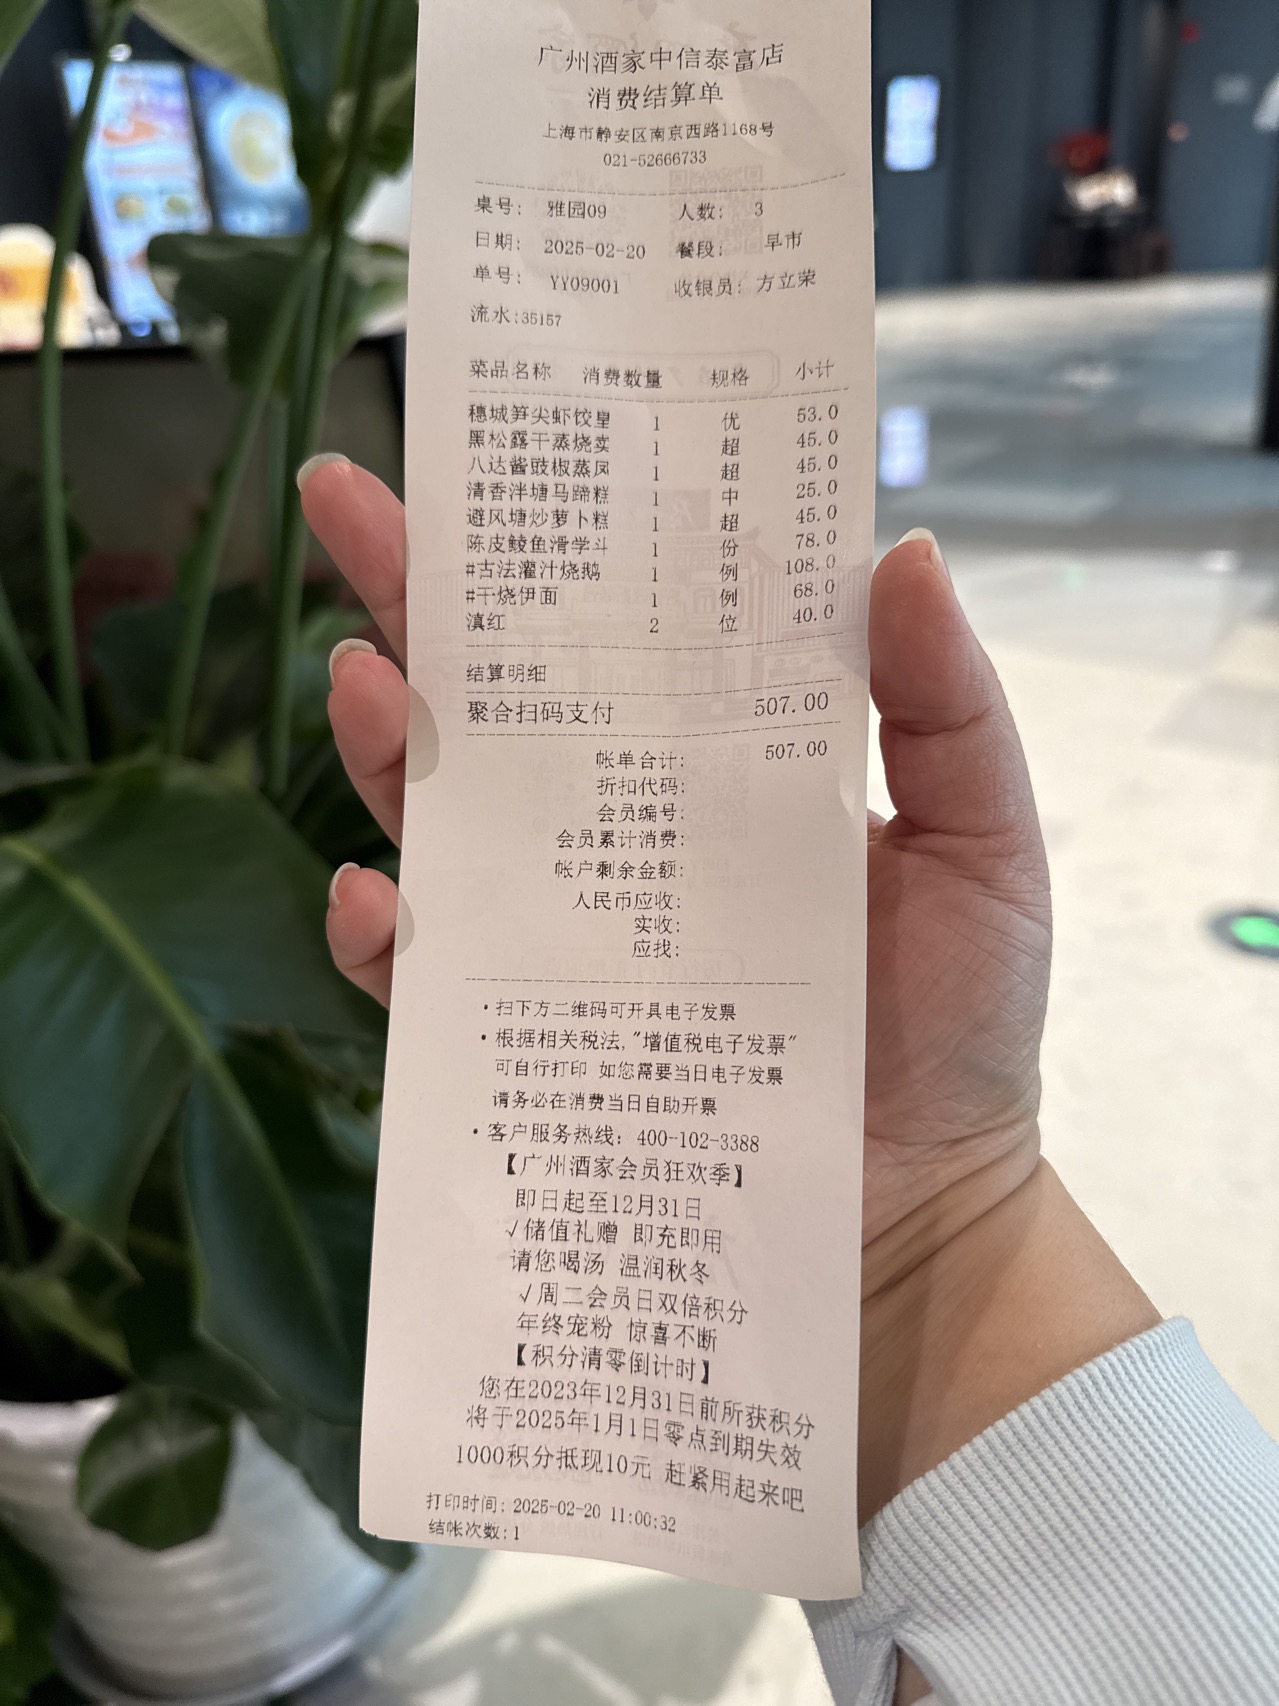 广州酒家中信泰富店
消费结算单
上海市静安区南京西路1168号
021-52666733
桌号: 雅园09 人数: 3
日期: 2025-02-20 餐段: 早市
单号: YY09001 收银员: 方立荣
流水:35157
菜品名称 消费数量 规格 小计
穗城笋尖虾饺皇 1 优 53.0
黑松露干蒸烧卖 1 超 45.0
八达酱豉椒蒸凤 1 超 45.0
清香泮塘马蹄糕 1 中 25.0
避风塘炒萝卜糕 1 超 45.0
陈皮鲮鱼滑学斗 1 份 78.0
#古法灌汁烧鹅 1 例 108.0
#干烧伊面 1 例 68.0
滇红 2 位 40.0
结算明细
聚合扫码支付 507.00
帐单合计: 507.00
折扣代码:
会员编号:
会员累计消费:
帐户剩余金额:
人民币应收:
实收:
应找:
·扫下方二维码可开具电子发票
·根据相关税法,"增值税电子发票"
可自行打印 如您需要当日电子发票
请务必在消费当日自助开票
·客户服务热线: 400-102-3388
【广州酒家会员狂欢季】
即日起至12月31日
√储值礼赠 即充即用
请您喝汤 温润秋冬
√周二会员日双倍积分
年终宠粉 惊喜不断
【积分清零倒计时】
您在2023年12月31日前所获积分
将于2025年1月1日零点到期失效
1000积分抵现10元 赶紧用起来吧
打印时间: 2025-02-20 11:00:32
结帐次数:1